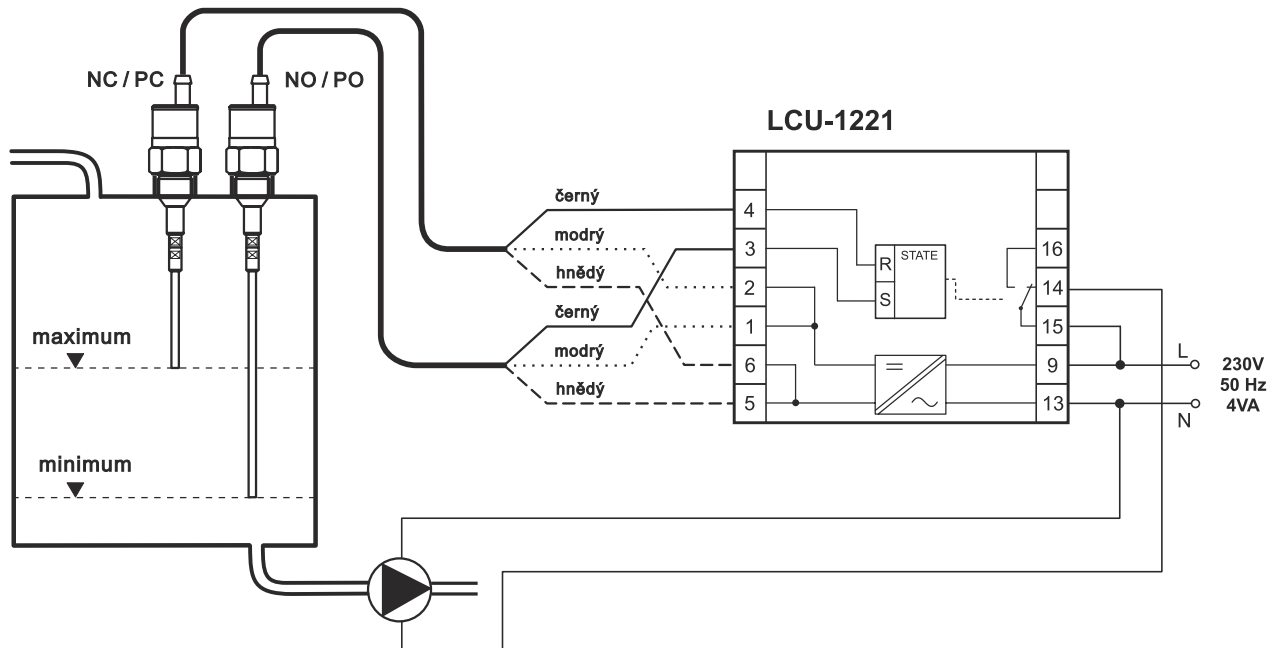 NC / PC
NO / PO
LCU-1221
černý
4
modrý
3
16
R
STATE
hnědý
2
14
S
černý
maximum
1
15
modrý
6
9
L
230V
hnědý
50 Hz
5
13
4VA
N
minimum